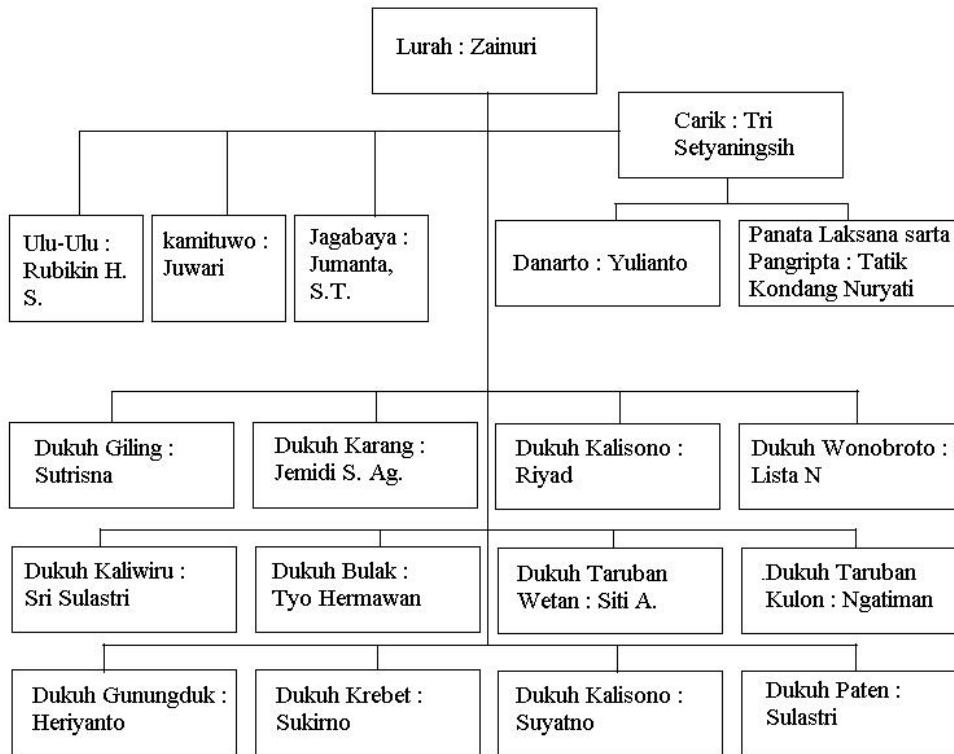 Lurah : Zainuri
Carik : Tri
Setyaningsih
Ulu-Ulu :
Rubikin H.
S.
kamituwo :
Juwari
Jagabaya :
Jumanta,
S.T.
Danarto : Yulianto
Panata Laksana sarta
Pangripta : Tatik
Kondang Nuryati
Dukuh Giling :
Sutrisna
Dukuh Karang :
Jemidi S. Ag.
Dukuh Kalisono :
Riyad
Dukuh Wonobroto :
Lista N
Dukuh Kaliwiru :
Sri Sulastri
Dukuh Bulak :
Tyo Hermawan
Dukuh Taruban
Wetan : Siti A.
.Dukuh Taruban
Kulon : Ngatiman
Dukuh Gunungduk :
Heriyanto
Dukuh Krebet :
Sukirno
Dukuh Kalisono :
Suyatno
Dukuh Paten :
Sulastri